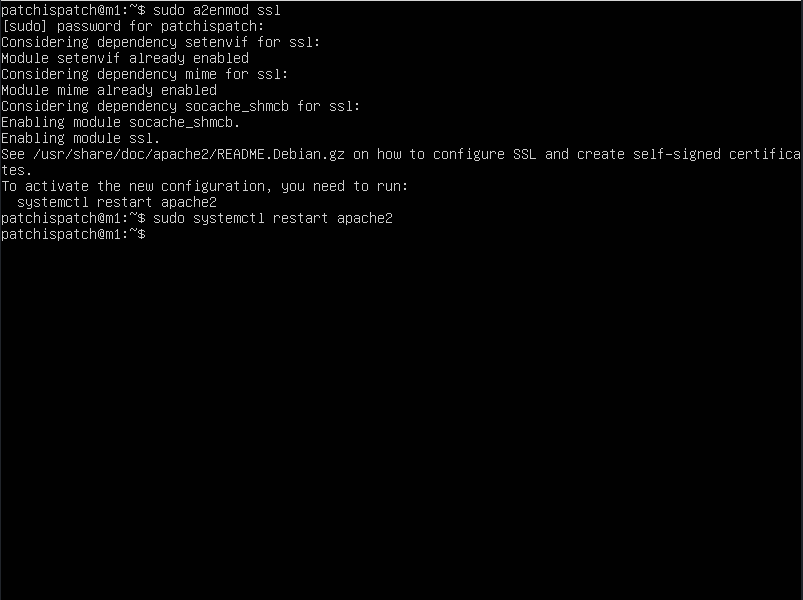 patchispatch@m1:~$ sudo a2enmod ssl
[sudo] password for patchispatch:
Considering dependency setenvif for ssl:
Module setenvif already enabled
Considering dependency mime for ssl:
Module mime already enabled
Considering dependency socache_shmcb for ssl:
Enabling module socache_shmcb.
Enabling module ssl.
See /usr/share/doc/apache2/README.Debian.gz on how to configure SSL and create self-signed certifica
tes.
To activate the new configuration, you need to run:
  systemctl restart apache2
patchispatch@m1:~$ sudo systemctl restart apache2
patchispatch@m1:~$